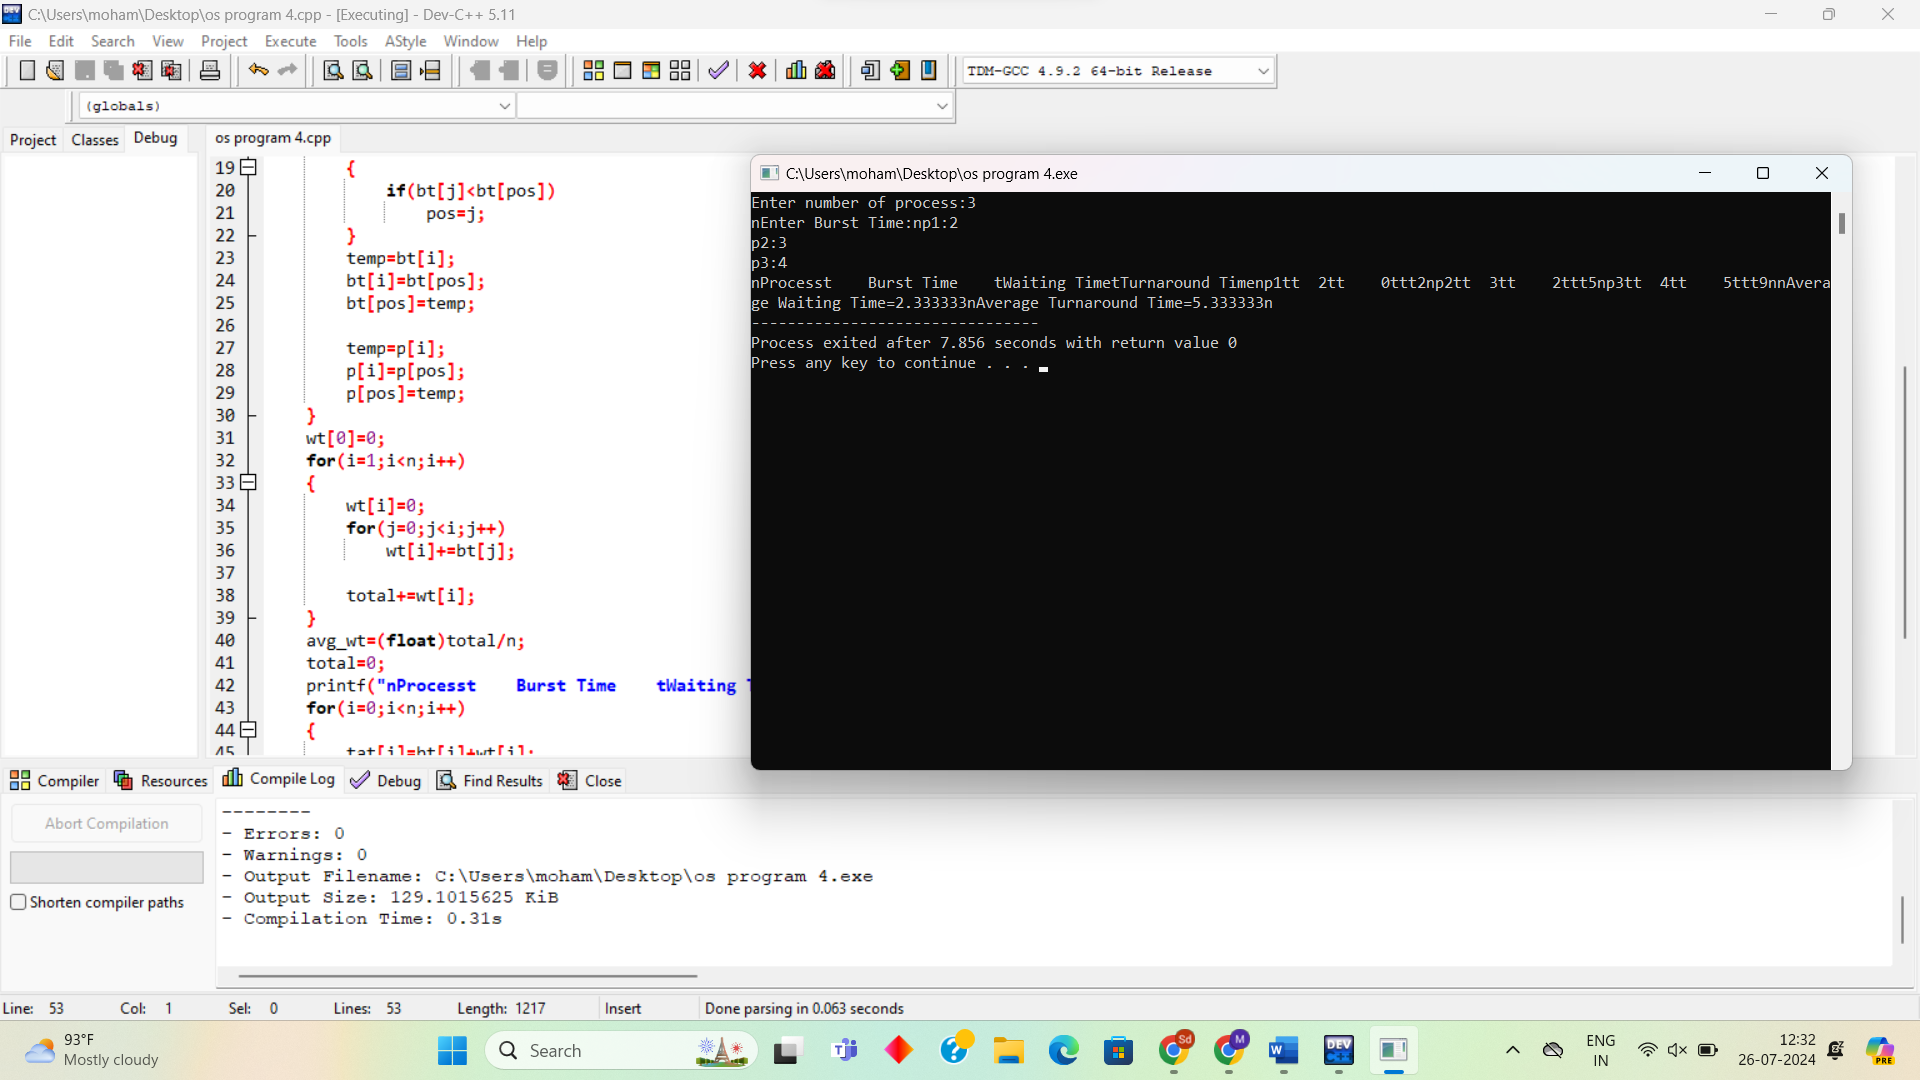 C:\Users\moham\Desktop\os program 4.cpp - [Executing] - Dev-C++ 5.11
File Edit Search View Project Execute Tools AStyle Window Help
TDM-GCC 4.9.2 64-bit Release
(globals)
Project Classes Debug os program 4.cpp
19 {
20 if(bt[j]<bt[pos])
21 pos=j;
22 }
23 temp=bt[i];
24 bt[i]=bt[pos];
25 bt[pos]=temp;
26
27 temp=p[i];
28 p[i]=p[pos];
29 p[pos]=temp;
30 }
31 wt[0]=0;
32 for(i=1;i<n;i++)
33 {
34 wt[i]=0;
35 for(j=0;j<i;j++)
36 wt[i]+=bt[j];
37
38 total+=wt[i];
39 }
40 avg_wt=(float)total/n;
41 total=0;
42 printf("nProcesst    Burst Time    tWaiting T
43 for(i=0;i<n;i++)
44 {
45 tat[i]=bt[i]+wt[i];
C:\Users\moham\Desktop\os program 4.exe
Enter number of process:3
nEnter Burst Time:np1:2
p2:3
p3:4
nProcesst    Burst Time    tWaiting TimetTurnaround Timenp1tt  2tt    0ttt2np2tt  3tt    2ttt5np3tt  4tt    5ttt9nnAvera
ge Waiting Time=2.333333nAverage Turnaround Time=5.333333n
--------------------------------
Process exited after 7.856 seconds with return value 0
Press any key to continue . . .
Compiler Resources Compile Log Debug Find Results Close
Abort Compilation
Shorten compiler paths
--------
- Errors: 0
- Warnings: 0
- Output Filename: C:\Users\moham\Desktop\os program 4.exe
- Output Size: 129.1015625 KiB
- Compilation Time: 0.31s
Line: 53 Col: 1 Sel: 0 Lines: 53 Length: 1217 Insert Done parsing in 0.063 seconds
93°F
Mostly cloudy
Search
Sd
M
DEV
PRE
ENG
IN
12:32
26-07-2024